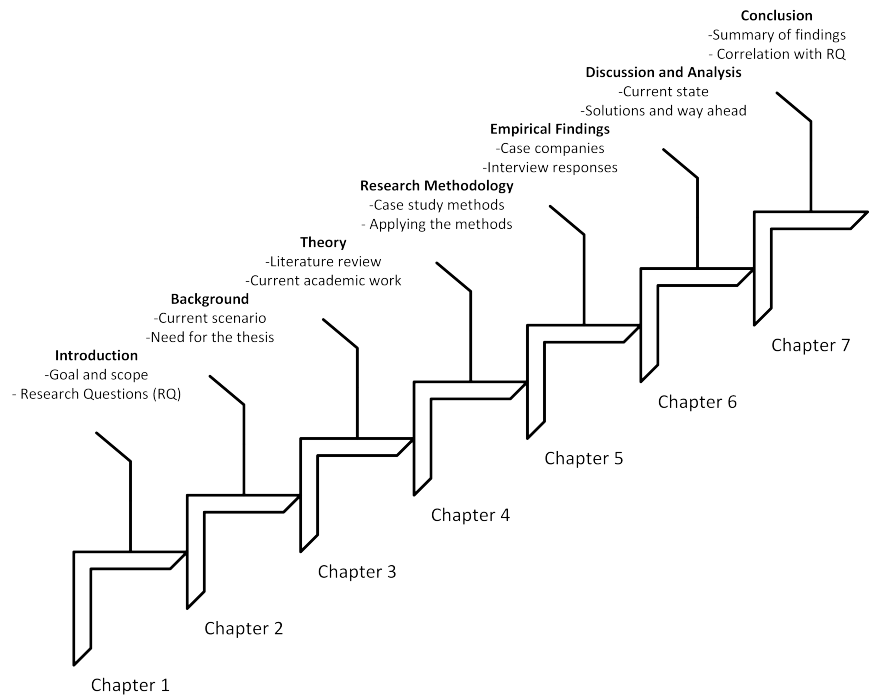 Conclusion
-Summary of findings
- Correlation with RQ
Discussion and Analysis
-Current state
-Solutions and way ahead
Empirical Findings
-Case companies
-Interview responses
Research Methodology
-Case study methods
- Applying the methods
Theory
-Literature review
-Current academic work
Background
-Current scenario
-Need for the thesis
Introduction
-Goal and scope
- Research Questions (RQ)
Chapter 7
Chapter 6
Chapter 5
Chapter 4
Chapter 3
Chapter 2
Chapter 1